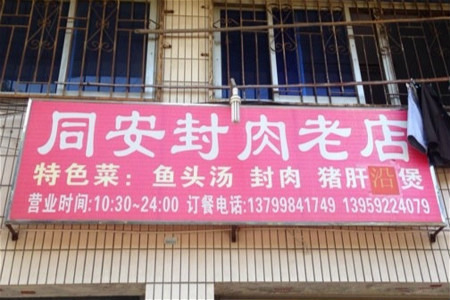 同安封肉老店
特色菜：鱼头汤 封肉 猪肝沿煲
营业时间:10:30~24:00 订餐电话:13799841749 13959224079